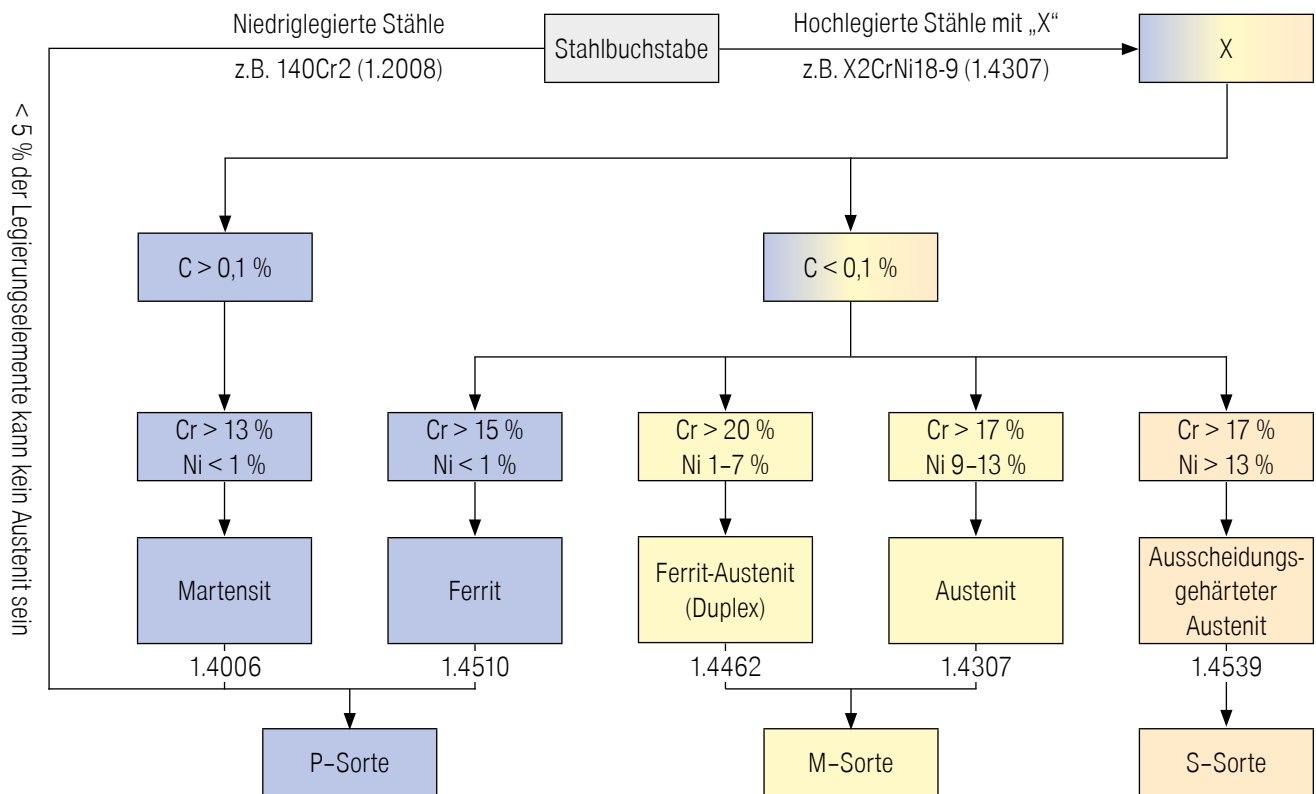 Niedriglegierte Stähle
z.B. 140Cr2 (1.2008)
Stahlbuchstabe
Hochlegierte Stähle mit „X“
z.B. X2CrNi18-9 (1.4307)
X
< 5 % der Legierungselemente kann kein Austenit sein
C > 0,1 %
C < 0,1 %
Cr > 13 %
Ni < 1 %
Cr > 15 %
Ni < 1 %
Cr > 20 %
Ni 1–7 %
Cr > 17 %
Ni 9–13 %
Cr > 17 %
Ni > 13 %
Martensit
Ferrit
Ferrit-Austenit
(Duplex)
Austenit
Ausscheidungs-
gehärteter
Austenit
1.4006
1.4510
1.4462
1.4307
1.4539
P–Sorte
M–Sorte
S–Sorte